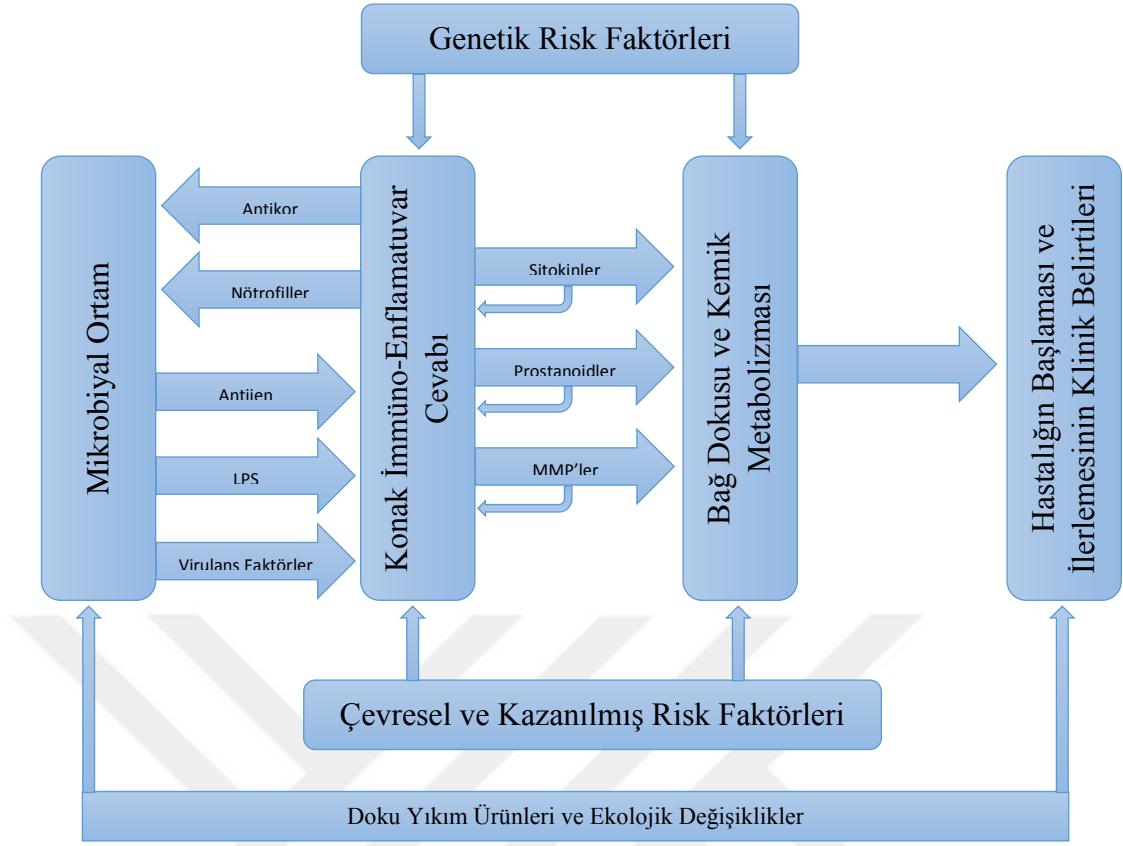 Genetik Risk Faktörleri
Mikrobiyal Ortam
Antikor
Nötrofiller
Antijen
LPS
Virulans Faktörler
Konak İmmüno-Enflamatuvar
Cevabı
Sitokinler
Prostanoidler
MMP'ler
Bağ Dokusu ve Kemik
Metabolizması
Hastalığın Başlaması ve
İlerlemesinin Klinik Belirtileri
Çevresel ve Kazanılmış Risk Faktörleri
Doku Yıkım Ürünleri ve Ekolojik Değişiklikler